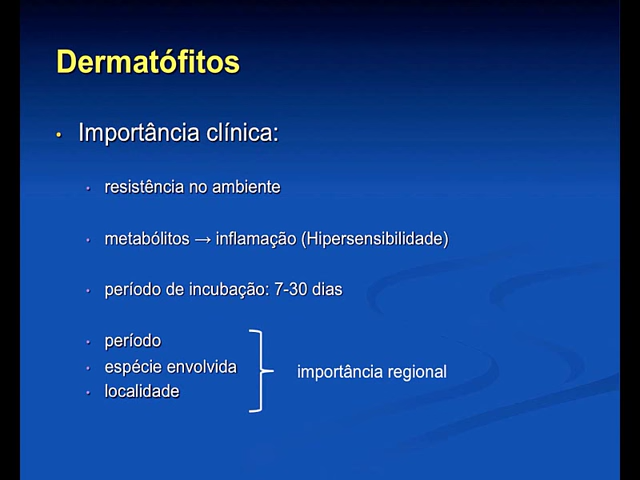 Dermatófitos
• Importância clínica:
• resistência no ambiente
• metabólitos → inflamação (Hipersensibilidade)
• período de incubação: 7-30 dias
• período
• espécie envolvida
• localidade
importância regional